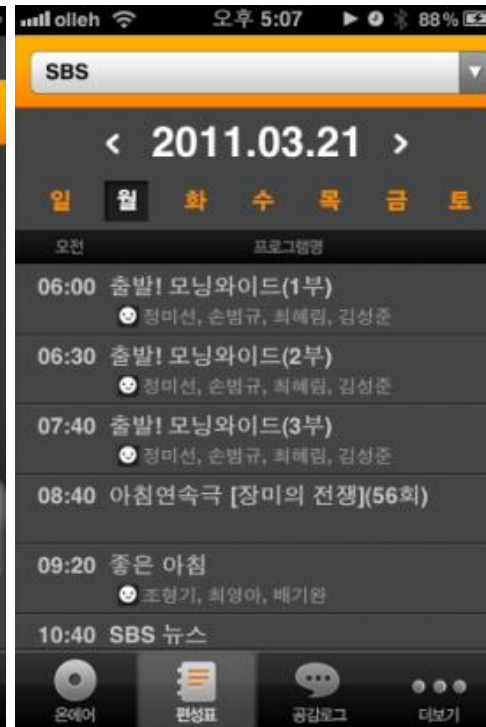 olleh 오후 5:07 88%
SBS
2011.03.21
일 월 화 수 목 금 토
오전 프로그램명
06:00 출발! 모닝와이드(1부)
정미선, 손범규, 최혜림, 김성준
06:30 출발! 모닝와이드(2부)
정미선, 손범규, 최혜림, 김성준
07:40 출발! 모닝와이드(3부)
정미선, 손범규, 최혜림, 김성준
08:40 아침연속극 [장미의 전쟁](56회)
09:20 좋은 아침
조형기, 최영아, 배기완
10:40 SBS 뉴스
온에어 편성표 공감로그 더보기